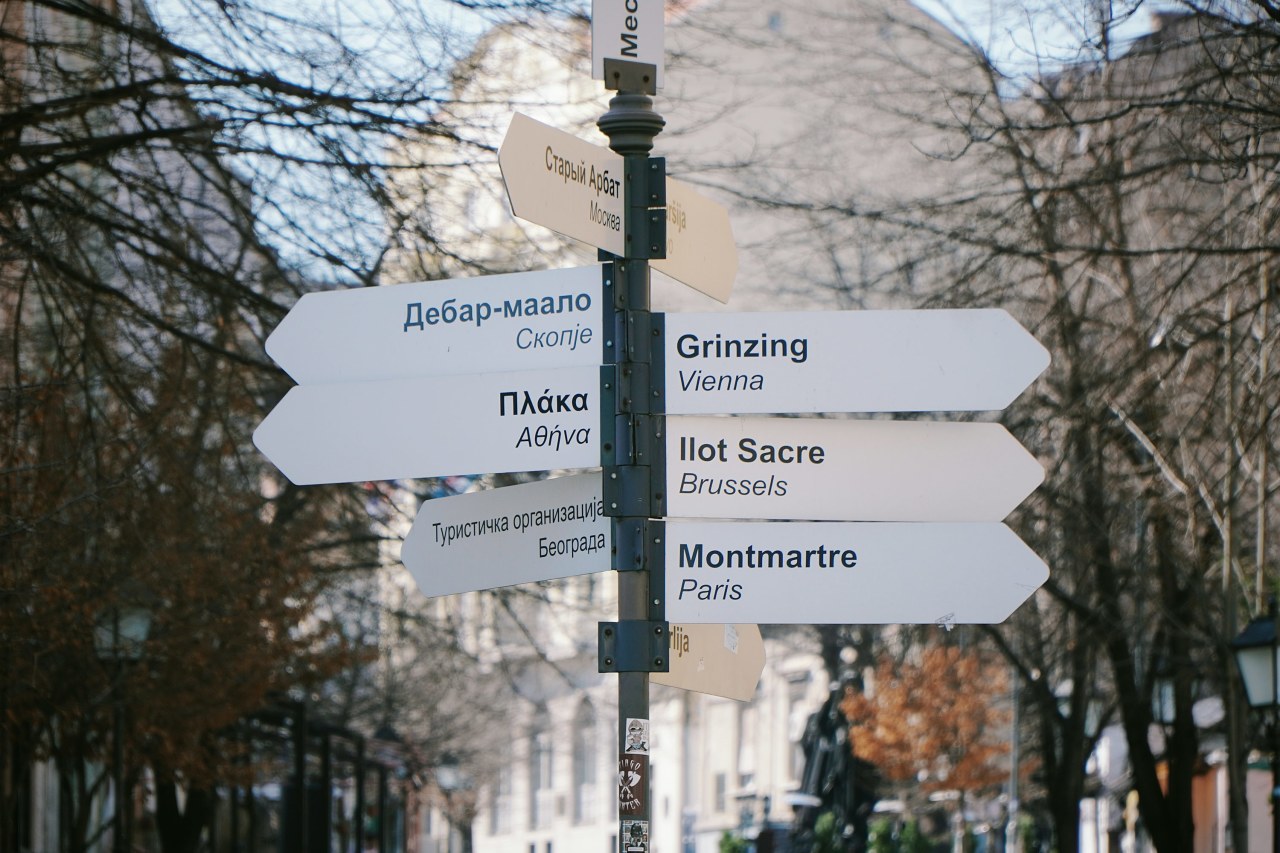 Старый Арбат
Москва
Дебар-маало
Скопје
Πλάκα
Αθήνα
Туристичка организација
Београда
Grinzing
Vienna
Ilot Sacre
Brussels
Montmartre
Paris